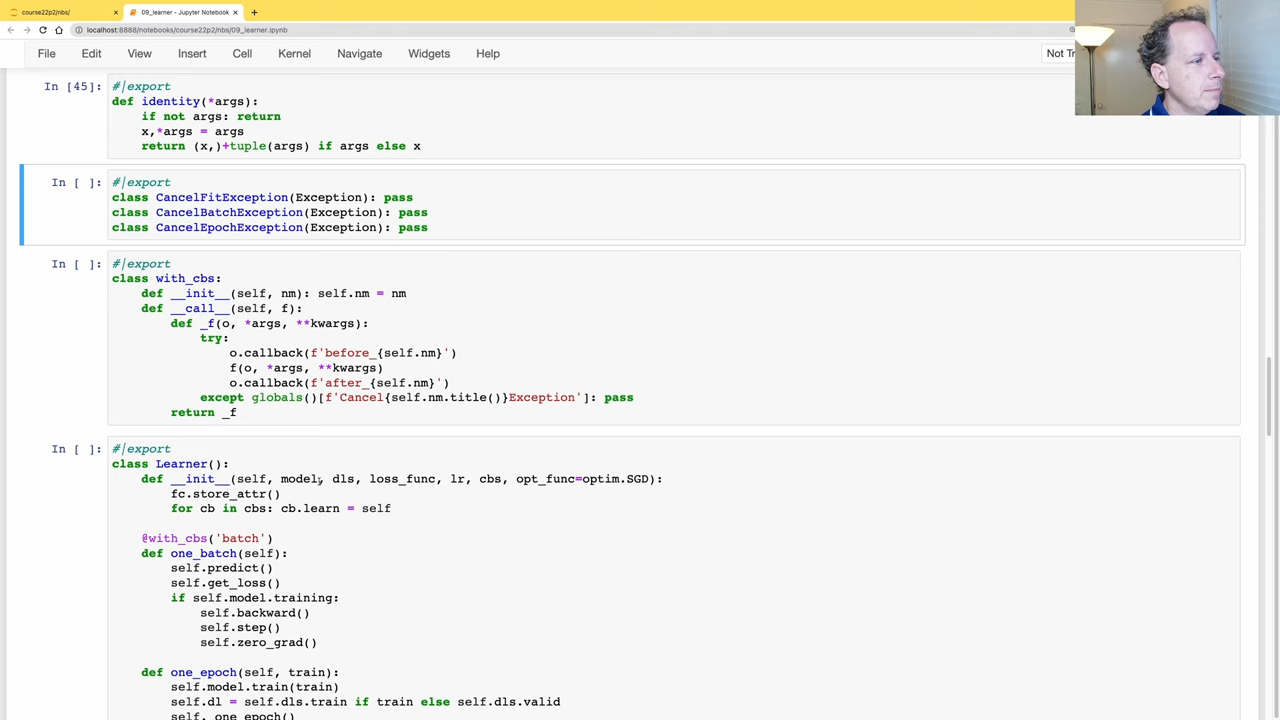 course22p2/nbs/
09_learner - Jupyter Notebook
localhost:8888/notebooks/course22p2/nbs/09_learner.ipynb
File Edit View Insert Cell Kernel Navigate Widgets Help Not Tr
In [45]: #|export
def identity(*args):
if not args: return
x,*args = args
return (x,)+tuple(args) if args else x
In [ ]: #|export
class CancelFitException(Exception): pass
class CancelBatchException(Exception): pass
class CancelEpochException(Exception): pass
In [ ]: #|export
class with_cbs:
def __init__(self, nm): self.nm = nm
def __call__(self, f):
def _f(o, *args, **kwargs):
try:
o.callback(f'before_{self.nm}')
f(o, *args, **kwargs)
o.callback(f'after_{self.nm}')
except globals()[f'Cancel{self.nm.title()}Exception']: pass
return _f
In [ ]: #|export
class Learner():
def __init__(self, model, dls, loss_func, lr, cbs, opt_func=optim.SGD):
fc.store_attr()
for cb in cbs: cb.learn = self
@with_cbs('batch')
def one_batch(self):
self.predict()
self.get_loss()
if self.model.training:
self.backward()
self.step()
self.zero_grad()
def one_epoch(self, train):
self.model.train(train)
self.dl = self.dls.train if train else self.dls.valid
self._one_epoch()